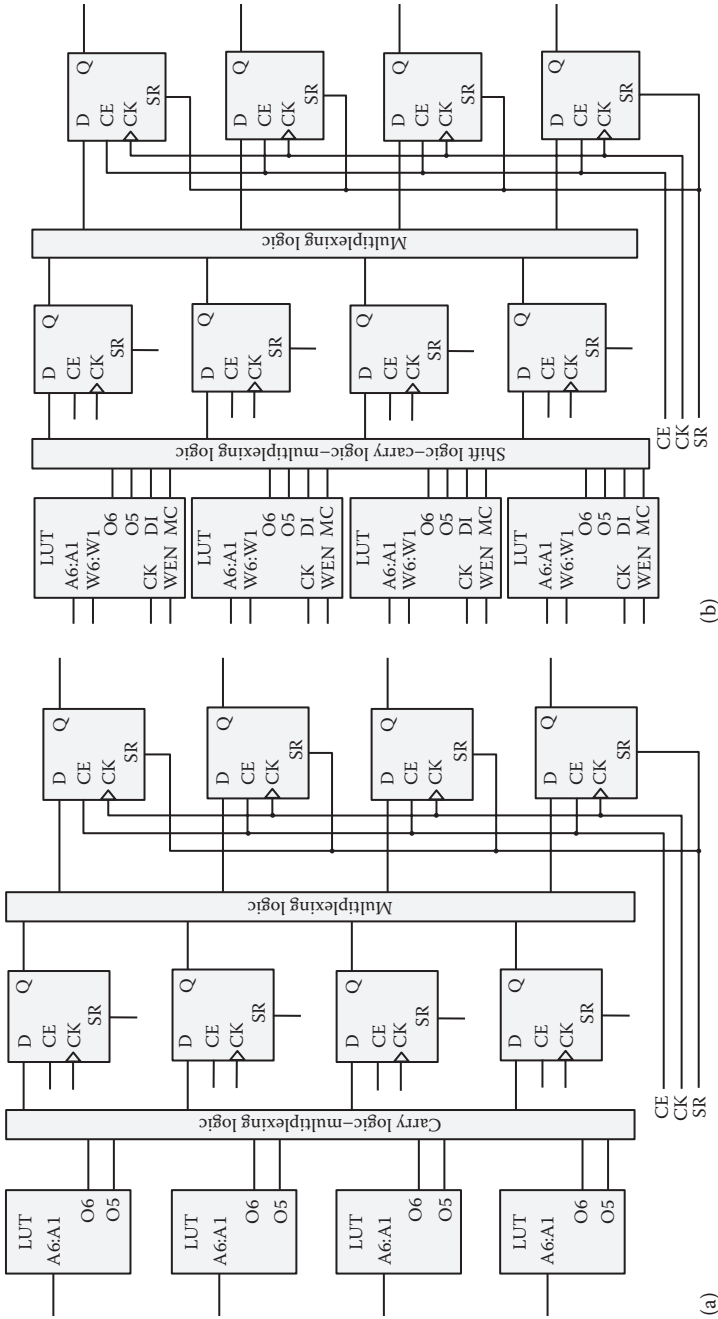 LUT
A6:A1
W6:W1
O6
O5
CK DI
WEN MC
LUT
A6:A1
W6:W1
O6
O5
CK DI
WEN MC
LUT
A6:A1
W6:W1
O6
O5
CK DI
WEN MC
LUT
A6:A1
W6:W1
O6
O5
CK DI
WEN MC
Shift logic–carry logic–multiplexing logic
D Q
CE
CK
SR
D Q
CE
CK
SR
D Q
CE
CK
SR
D Q
CE
CK
SR
Multiplexing logic
D Q
CE
CK
SR
D Q
CE
CK
SR
D Q
CE
CK
SR
D Q
CE
CK
SR
CE
CK
SR
(b)
LUT
A6:A1
O6
O5
LUT
A6:A1
O6
O5
LUT
A6:A1
O6
O5
LUT
A6:A1
O6
O5
Carry logic–multiplexing logic
D Q
CE
CK
SR
D Q
CE
CK
SR
D Q
CE
CK
SR
D Q
CE
CK
SR
Multiplexing logic
D Q
CE
CK
SR
D Q
CE
CK
SR
D Q
CE
CK
SR
D Q
CE
CK
SR
CE
CK
SR
(a)